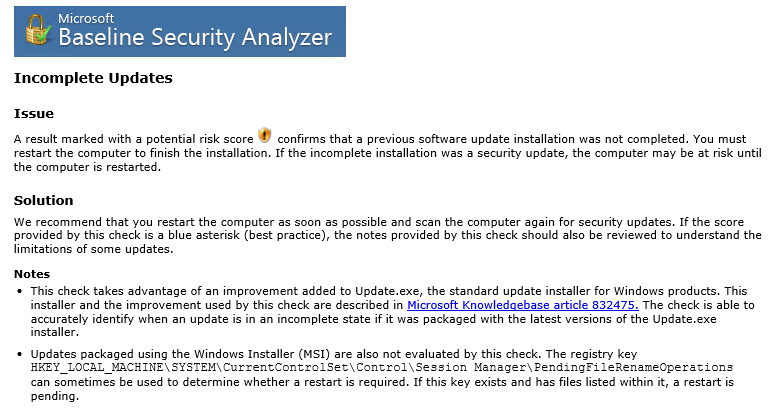 Microsoft
Baseline Security Analyzer
Incomplete Updates
Issue
A result marked with a potential risk score confirms that a previous software update installation was not completed. You must
restart the computer to finish the installation. If the incomplete installation was a security update, the computer may be at risk until
the computer is restarted.
Solution
We recommend that you restart the computer as soon as possible and scan the computer again for security updates. If the score
provided by this check is a blue asterisk (best practice), the notes provided by this check should also be reviewed to understand the
limitations of some updates.
Notes
• This check takes advantage of an improvement added to Update.exe, the standard update installer for Windows products. This
installer and the improvement used by this check are described in Microsoft Knowledgebase article 832475. The check is able to
accurately identify when an update is in an incomplete state if it was packaged with the latest versions of the Update.exe
installer.
• Updates packaged using the Windows Installer (MSI) are also not evaluated by this check. The registry key
HKEY_LOCAL_MACHINE\SYSTEM\CurrentControlSet\Control\Session Manager\PendingFileRenameOperations
can sometimes be used to determine whether a restart is required. If this key exists and has files listed within it, a restart is
pending.